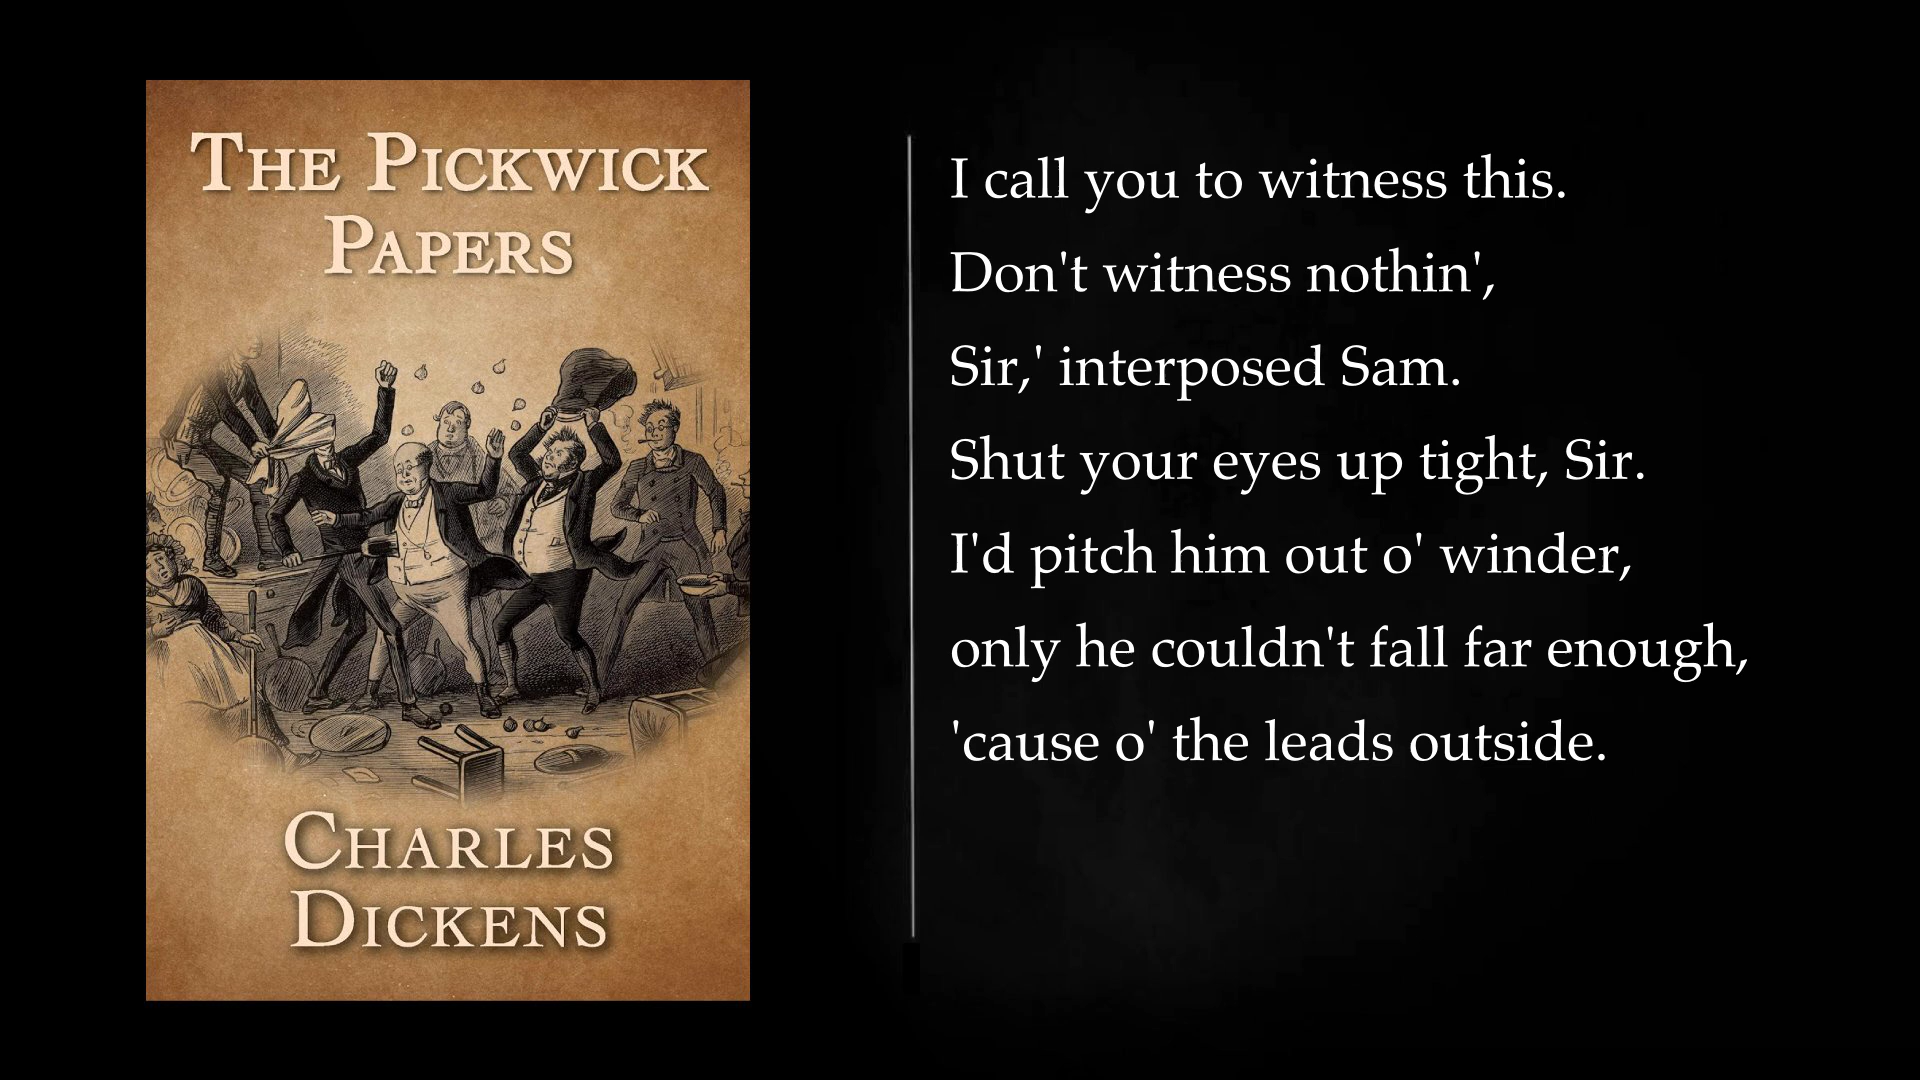 THE PICKWICK
PAPERS
CHARLES
DICKENS
I call you to witness this.
Don't witness nothin',
Sir,' interposed Sam.
Shut your eyes up tight, Sir.
I'd pitch him out o' winder,
only he couldn't fall far enough,
'cause o' the leads outside.